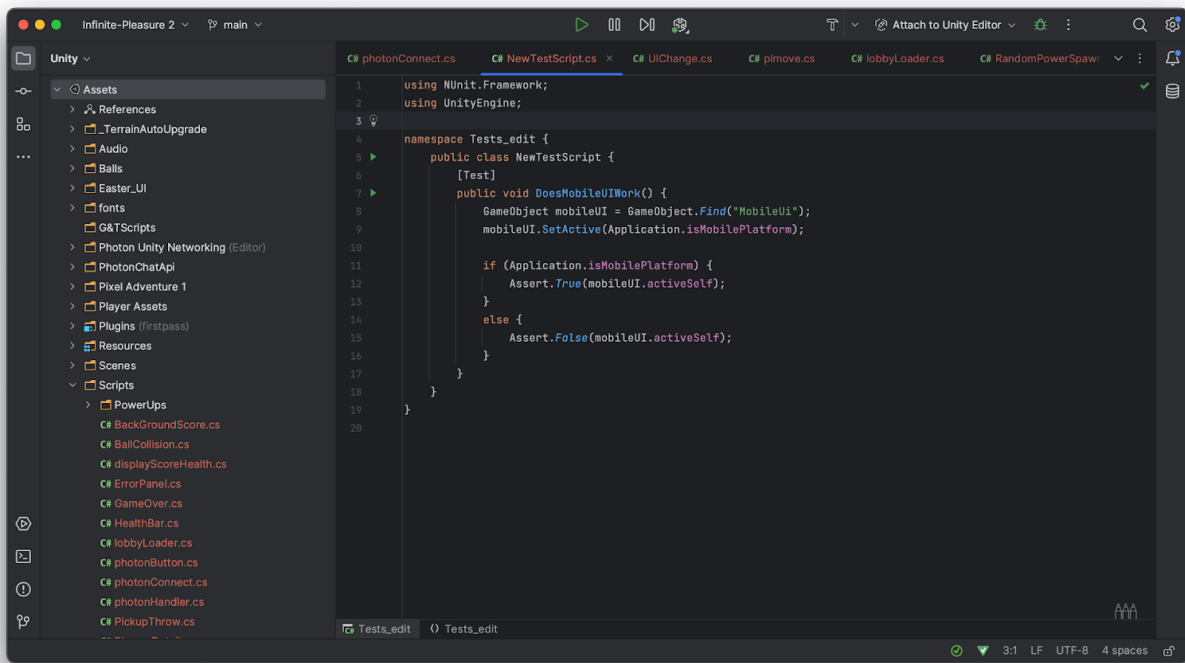 Infinite-Pleasure 2
main
Attach to Unity Editor
Unity
Assets
References
_TerrainAutoUpgrade
Audio
Balls
Easter_UI
fonts
G&TScripts
Photon Unity Networking (Editor)
PhotonChatApi
Pixel Adventure 1
Player Assets
Plugins (firstpass)
Resources
Scenes
Scripts
PowerUps
C# BackGroundScore.cs
C# BallCollision.cs
C# displayScoreHealth.cs
C# ErrorPanel.cs
C# GameOver.cs
C# HealthBar.cs
C# lobbyLoader.cs
C# photonButton.cs
C# photonConnect.cs
C# photonHandler.cs
C# PickupThrow.cs
C# photonConnect.cs
C# NewTestScript.cs ×
C# UIChange.cs
C# plmove.cs
C# lobbyLoader.cs
C# RandomPowerSpawn
1 using NUnit.Framework;
2 using UnityEngine;
3
4 namespace Tests_edit {
5 public class NewTestScript {
6 [Test]
7 public void DoesMobileUIWork() {
8 GameObject mobileUI = GameObject.Find("MobileUi");
9 mobileUI.SetActive(Application.isMobilePlatform);
10
11 if (Application.isMobilePlatform) {
12 Assert.True(mobileUI.activeSelf);
13 }
14 else {
15 Assert.False(mobileUI.activeSelf);
16 }
17 }
18 }
19 }
20
C# Tests_edit
() Tests_edit
3:1 LF UTF-8 4 spaces